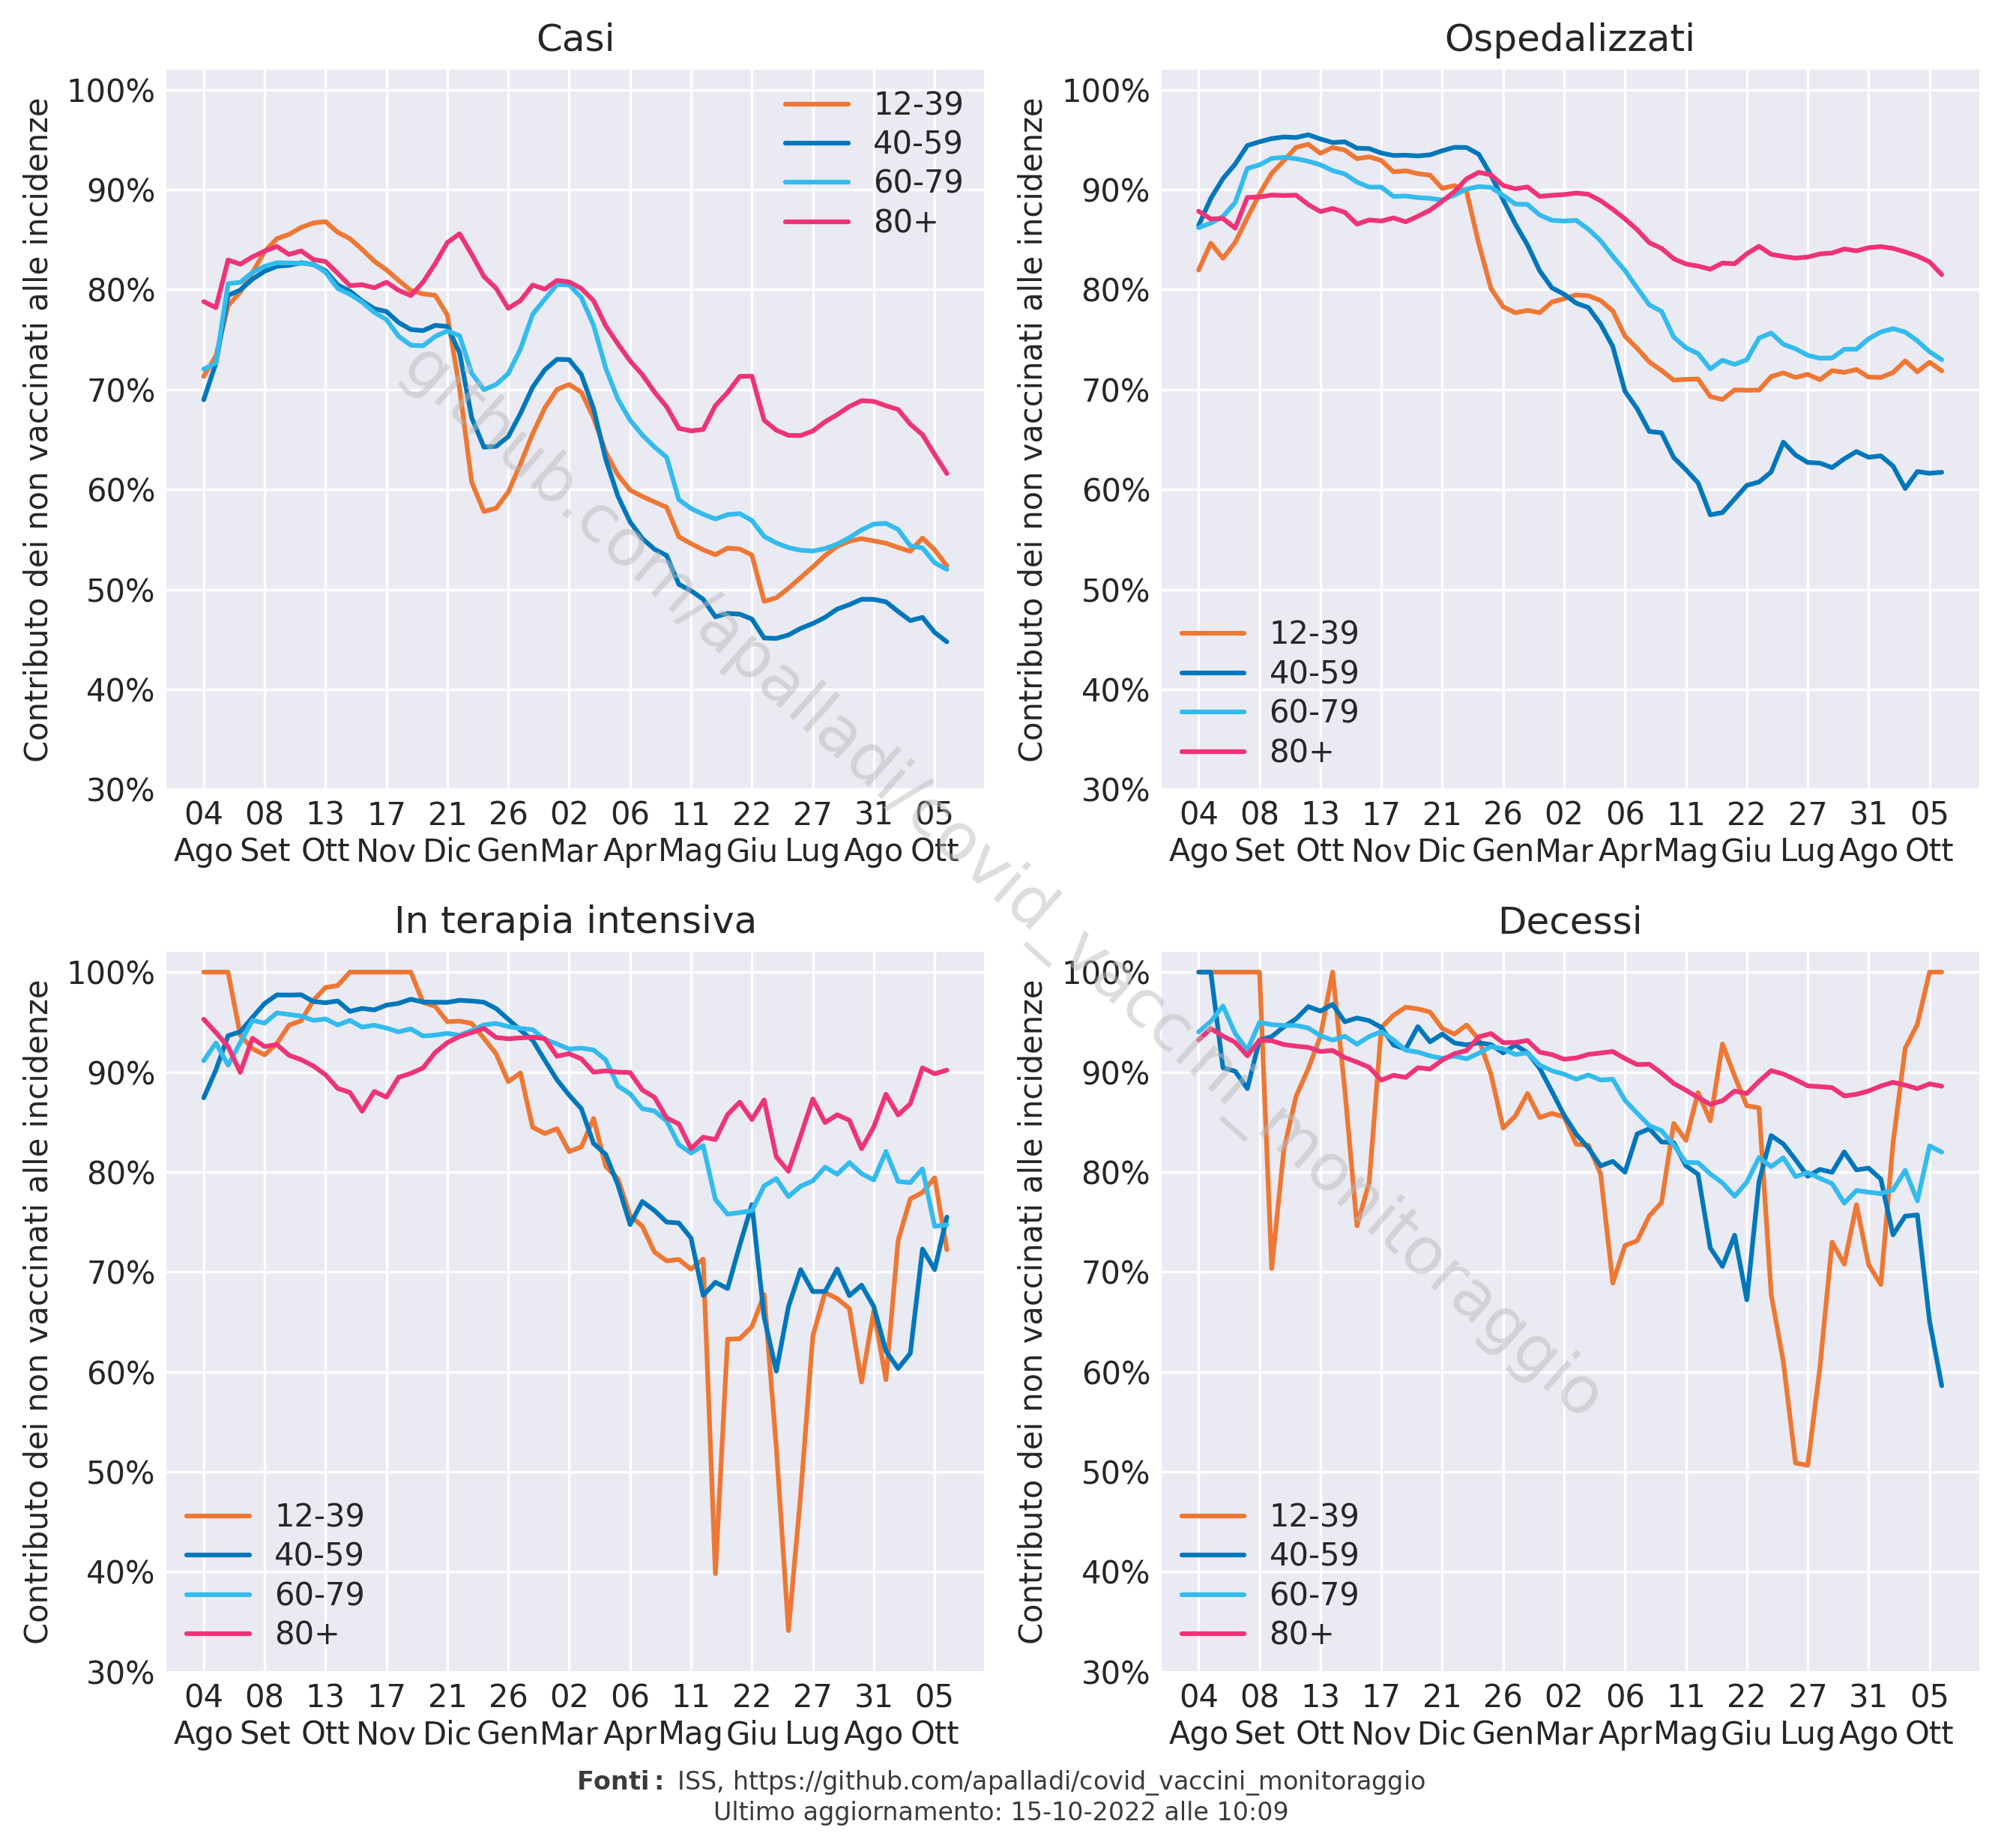 Casi
Contributo dei non vaccinati alle incidenze
100%
90%
80%
70%
60%
50%
40%
30%
12-39
40-59
60-79
80+
04 08 13 17 21 26 02 06 11 22 27 31 05
Ago Set Ott Nov Dic Gen Mar Apr Mag Giu Lug Ago Ott
Ospedalizzati
Contributo dei non vaccinati alle incidenze
100%
90%
80%
70%
60%
50%
40%
30%
12-39
40-59
60-79
80+
04 08 13 17 21 26 02 06 11 22 27 31 05
Ago Set Ott Nov Dic Gen Mar Apr Mag Giu Lug Ago Ott
In terapia intensiva
Contributo dei non vaccinati alle incidenze
100%
90%
80%
70%
60%
50%
40%
30%
12-39
40-59
60-79
80+
04 08 13 17 21 26 02 06 11 22 27 31 05
Ago Set Ott Nov Dic Gen Mar Apr Mag Giu Lug Ago Ott
Decessi
Contributo dei non vaccinati alle incidenze
100%
90%
80%
70%
60%
50%
40%
30%
12-39
40-59
60-79
80+
04 08 13 17 21 26 02 06 11 22 27 31 05
Ago Set Ott Nov Dic Gen Mar Apr Mag Giu Lug Ago Ott
github.com/apalladi/covid_vaccini_monitoraggio
Fonti: ISS, https://github.com/apalladi/covid_vaccini_monitoraggio
Ultimo aggiornamento: 15-10-2022 alle 10:09